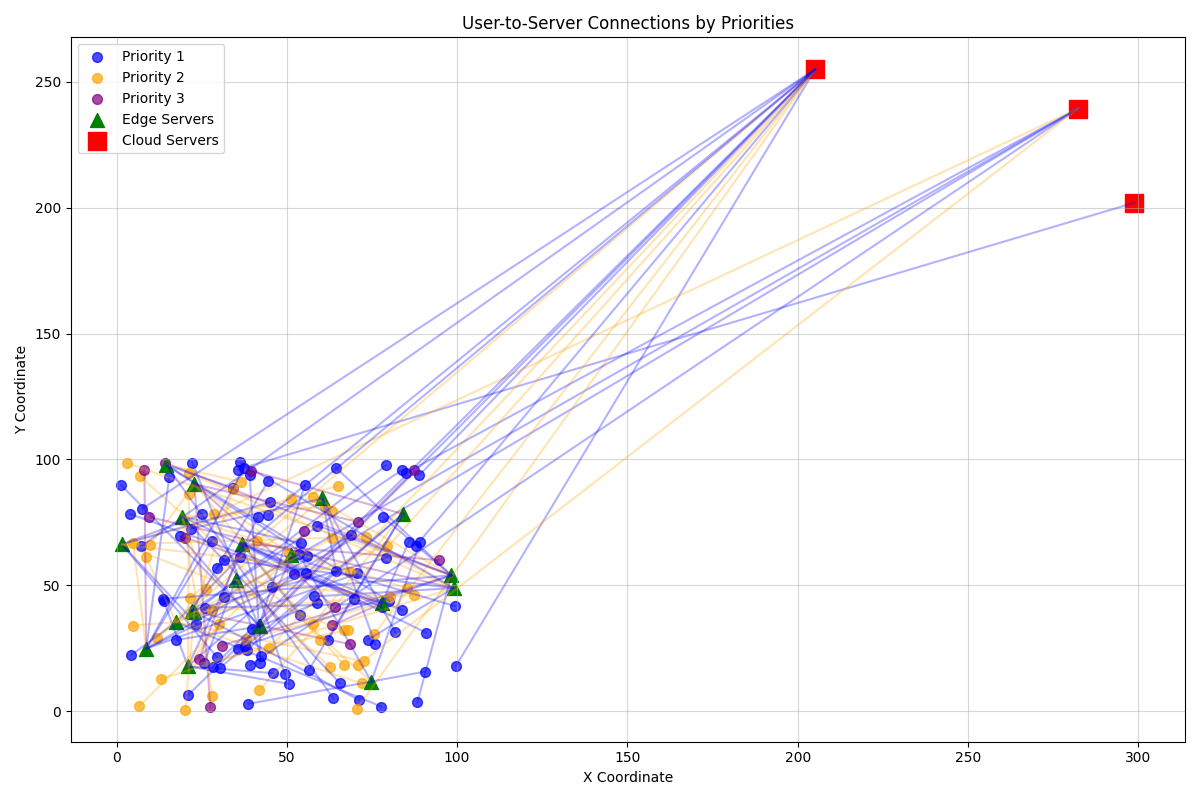 User-to-Server Connections by Priorities
Priority 1
Priority 2
Priority 3
Edge Servers
Cloud Servers
Y Coordinate
250
200
150
100
50
0
0 50 100 150 200 250 300
X Coordinate